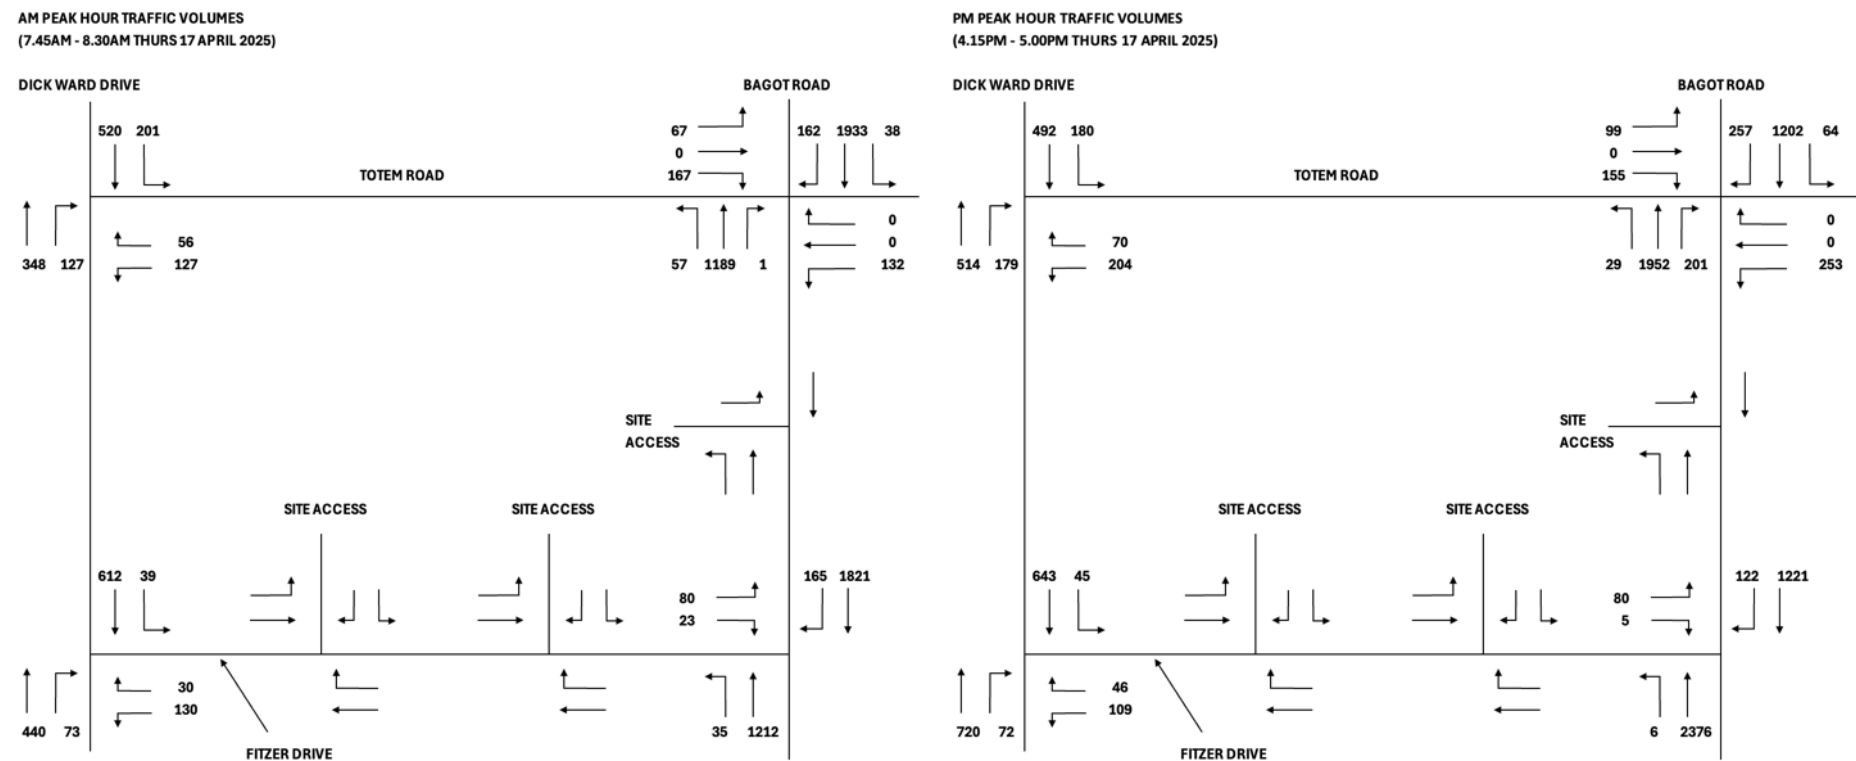 AM PEAK HOUR TRAFFIC VOLUMES
(7.45AM - 8.30AM THURS 17 APRIL 2025)
DICK WARD DRIVE
BAGOT ROAD
520 201
67
162 1933 38
0
TOTEM ROAD
167
0
56
0
348 127
127
57 1189 1
132
SITE
ACCESS
SITE ACCESS
SITE ACCESS
612 39
165 1821
80
23
30
130
440 73
35 1212
FITZER DRIVE
PM PEAK HOUR TRAFFIC VOLUMES
(4.15PM - 5.00PM THURS 17 APRIL 2025)
DICK WARD DRIVE
BAGOT ROAD
492 180
99
257 1202 64
0
TOTEM ROAD
155
0
70
0
514 179
204
29 1952 201
253
SITE
ACCESS
SITE ACCESS
SITE ACCESS
643 45
122 1221
80
5
46
109
720 72
6 2376
FITZER DRIVE